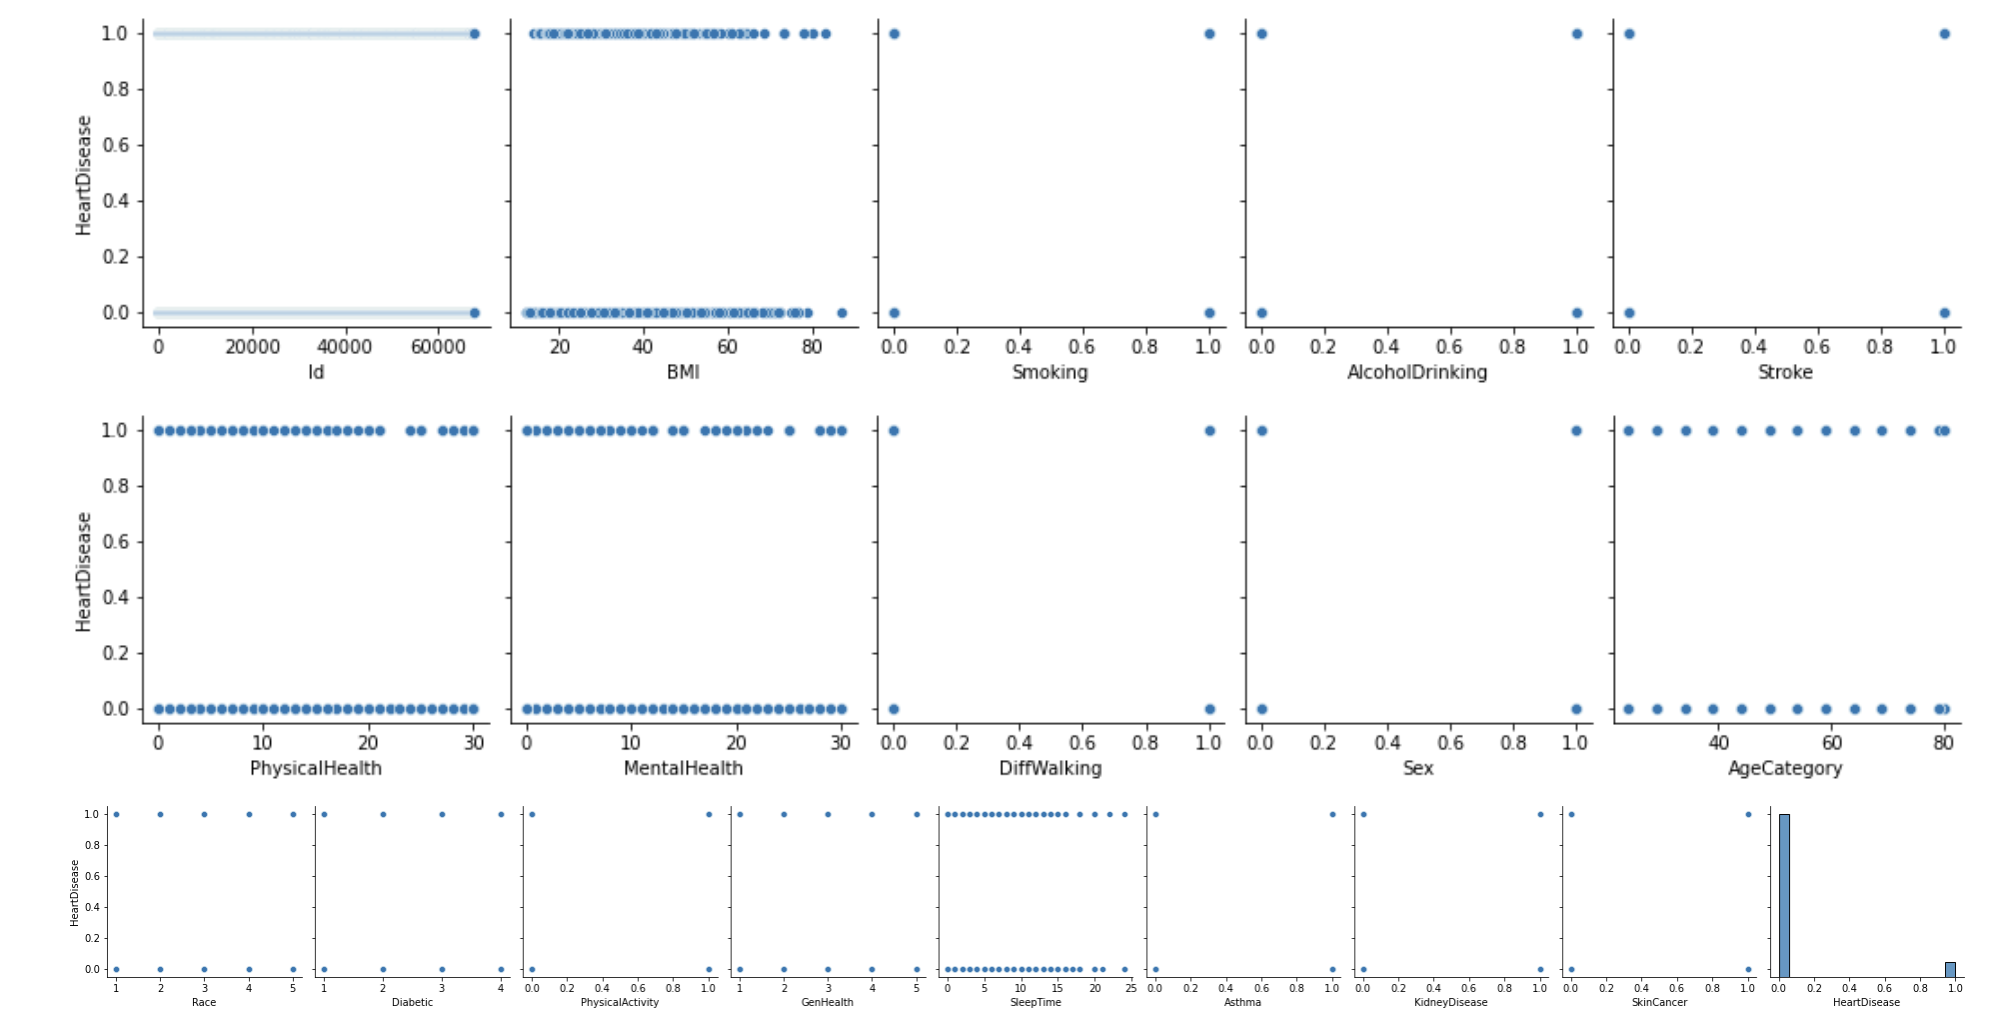 1.0
0.8
0.6
0.4
0.2
0.0
HeartDisease
0 20000 40000 60000 20 40 60 80 0.0 0.2 0.4 0.6 0.8 1.0 0.0 0.2 0.4 0.6 0.8 1.0 0.0 0.2 0.4 0.6 0.8 1.0
Id BMI Smoking AlcoholDrinking Stroke
1.0
0.8
0.6
0.4
0.2
0.0
HeartDisease
0 10 20 30 0 10 20 30 0.0 0.2 0.4 0.6 0.8 1.0 0.0 0.2 0.4 0.6 0.8 1.0 40 60 80
PhysicalHealth MentalHealth DiffWalking Sex AgeCategory
1.0
0.8
0.6
0.4
0.2
0.0
HeartDisease
1 2 3 4 5 1 2 3 4 0.0 0.2 0.4 0.6 0.8 1.0 1 2 3 4 5 0 5 10 15 20 25 0.0 0.2 0.4 0.6 0.8 1.0 0.0 0.2 0.4 0.6 0.8 1.0 0.0 0.2 0.4 0.6 0.8 1.0 0.0 0.2 0.4 0.6 0.8 1.0
Race Diabetic PhysicalActivity GenHealth SleepTime Asthma KidneyDisease SkinCancer HeartDisease